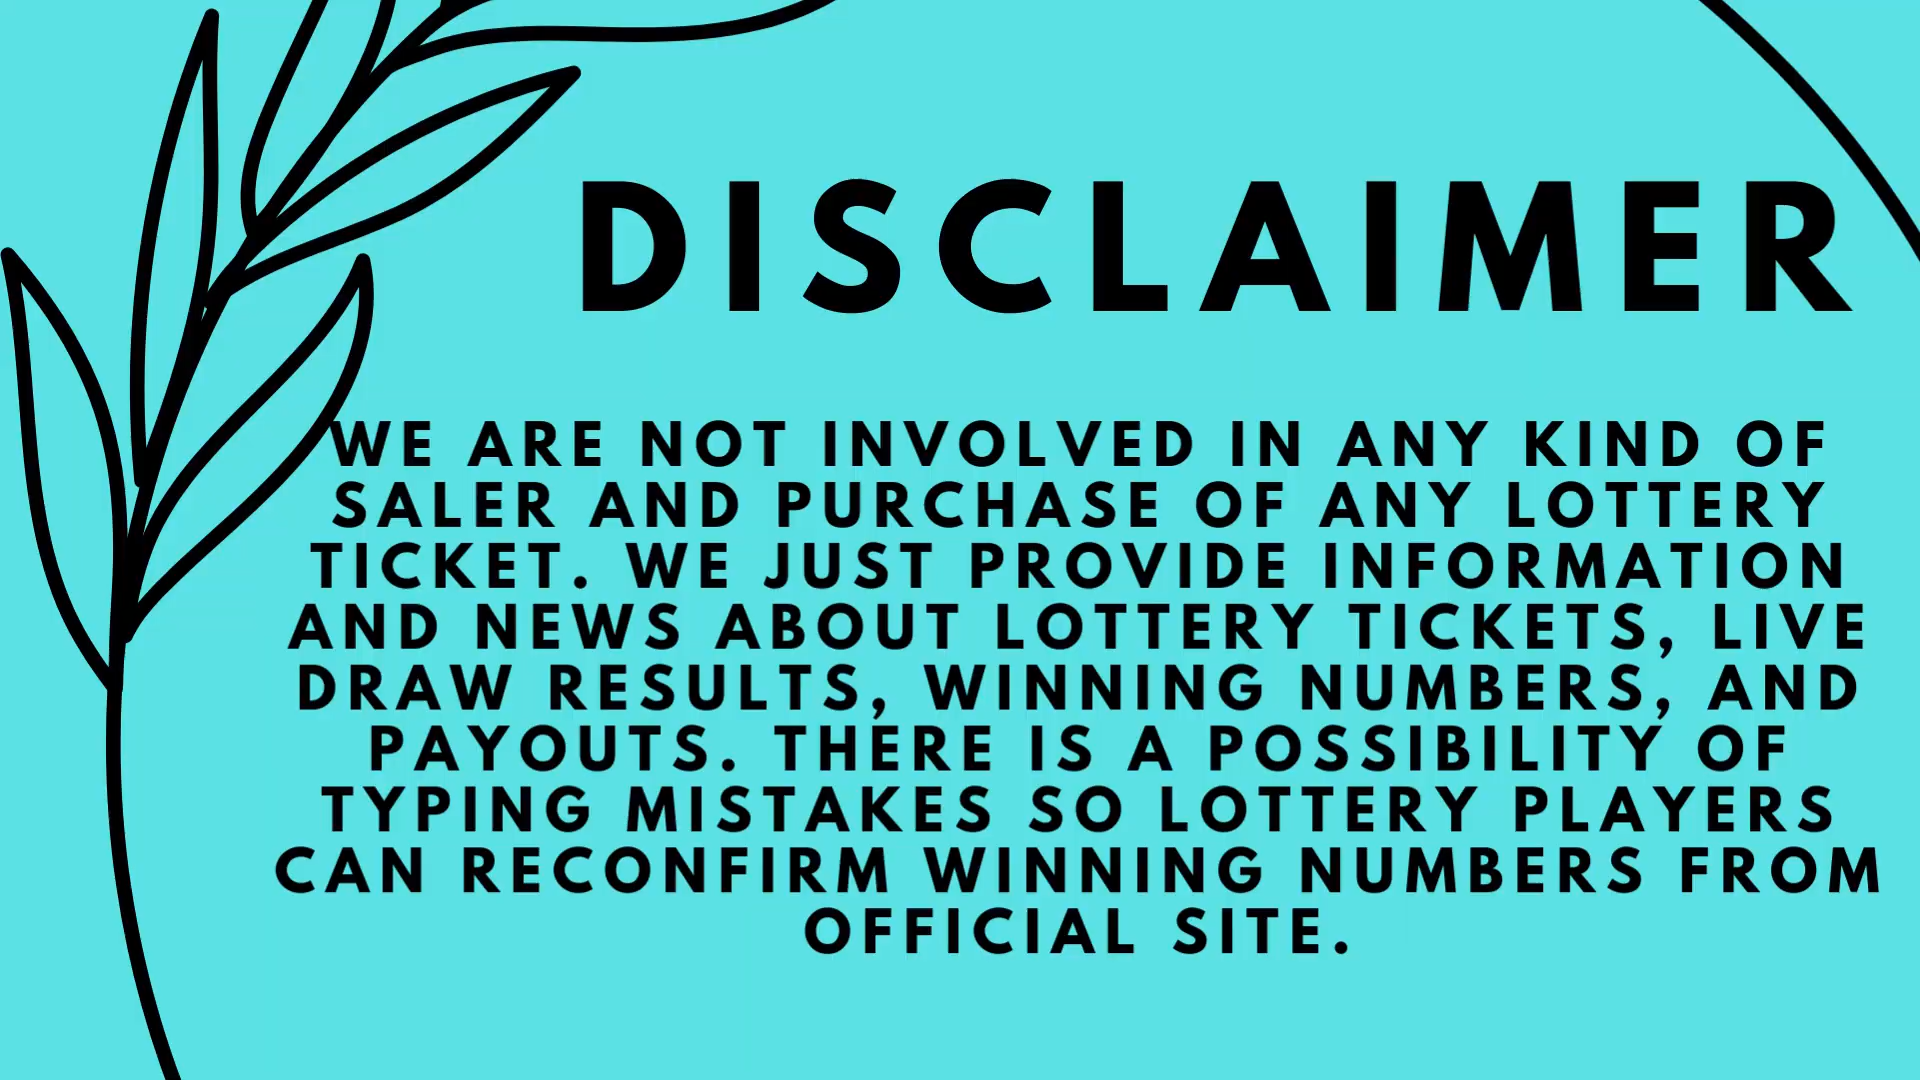 DISCLAIMER
WE ARE NOT INVOLVED IN ANY KIND OF
SALER AND PURCHASE OF ANY LOTTERY
TICKET. WE JUST PROVIDE INFORMATION
AND NEWS ABOUT LOTTERY TICKETS, LIVE
DRAW RESULTS, WINNING NUMBERS, AND
PAYOUTS. THERE IS A POSSIBILITY OF
TYPING MISTAKES SO LOTTERY PLAYERS
CAN RECONFIRM WINNING NUMBERS FROM
OFFICIAL SITE.